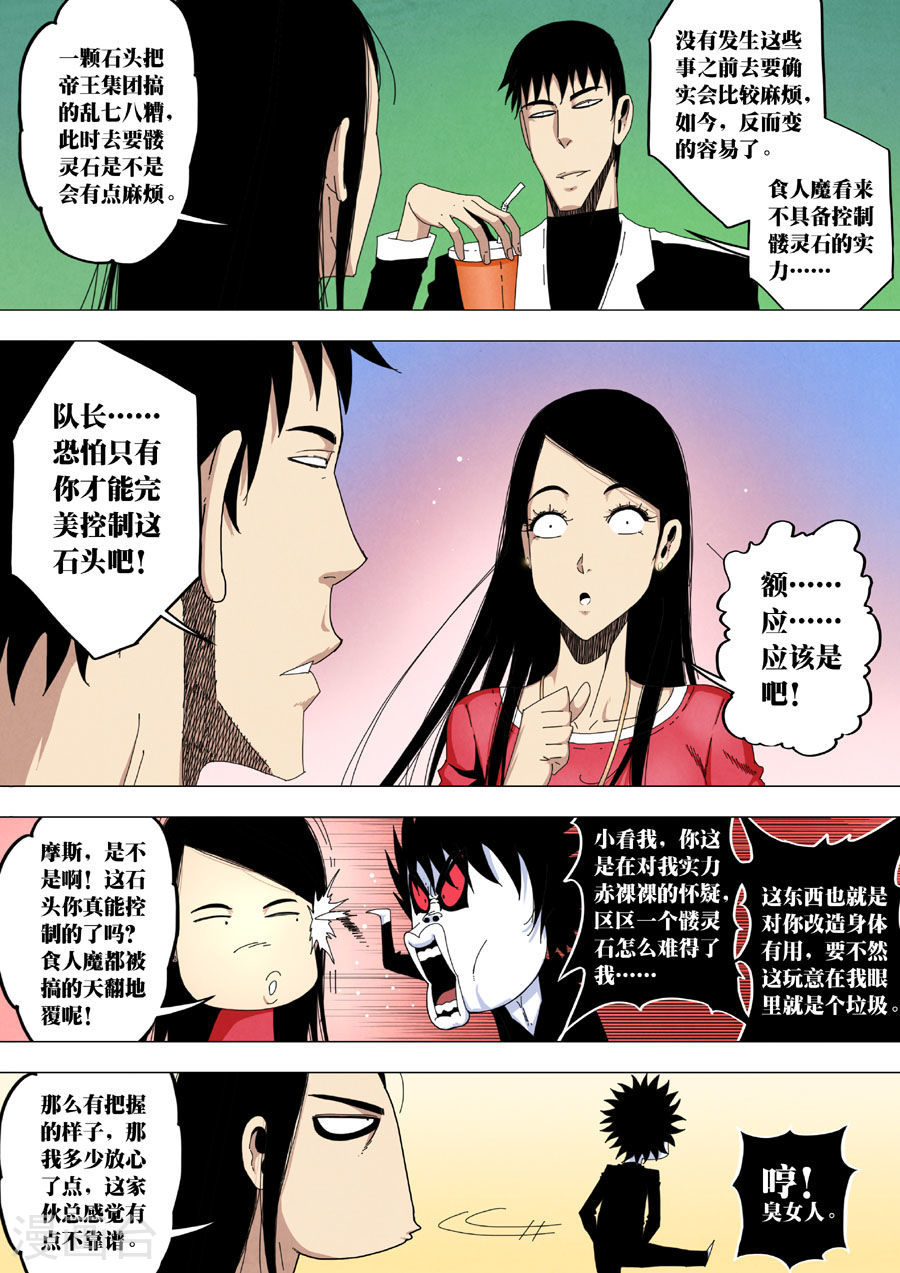 一颗石头把
帝王集团搞
的乱七八糟，
此时去要髅
灵石是不是
会有点麻烦。
没有发生这些
事之前去要确
实会比较麻烦，
如今，反而变
的容易了。
食人魔看来
不具备控制
髅灵石的实
力……
队长……
恐怕只有
你才能完
美控制这
石头吧！
额……
应……
应该是
吧！
摩斯，是不
是啊！这石
头你真能控
制的了吗？
食人魔都被
搞的天翻地
覆呢！
小看我，你这
是在对我实力
赤裸裸的怀疑，
区区一个髅灵
石怎么难得了
我……
这东西也就是
对你改造身体
有用，要不然
这玩意在我眼
里就是个垃圾。
那么有把握
的样子，那
我多少放心
了点，这家
伙总感觉有
点不靠谱。
哼！
臭女人。
漫画台